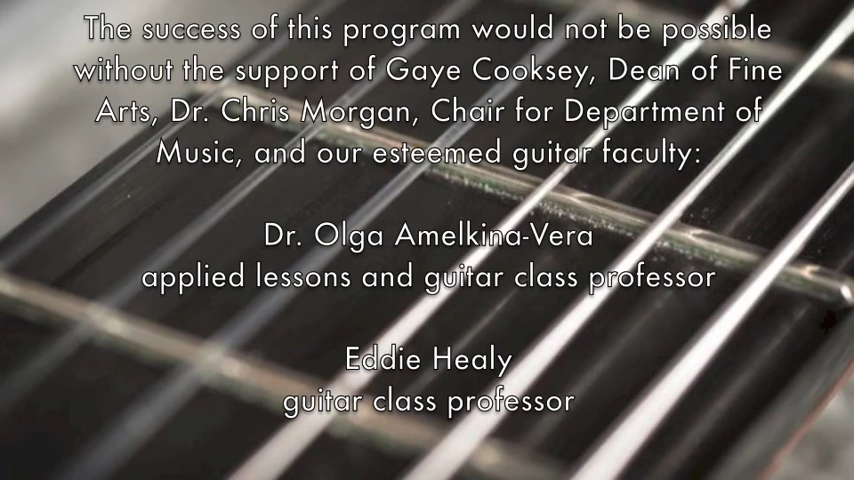 The success of this program would not be possible
without the support of Gaye Cooksey, Dean of Fine
Arts, Dr. Chris Morgan, Chair for Department of
Music, and our esteemed guitar faculty:
Dr. Olga Amelkina-Vera
applied lessons and guitar class professor
Eddie Healy
guitar class professor